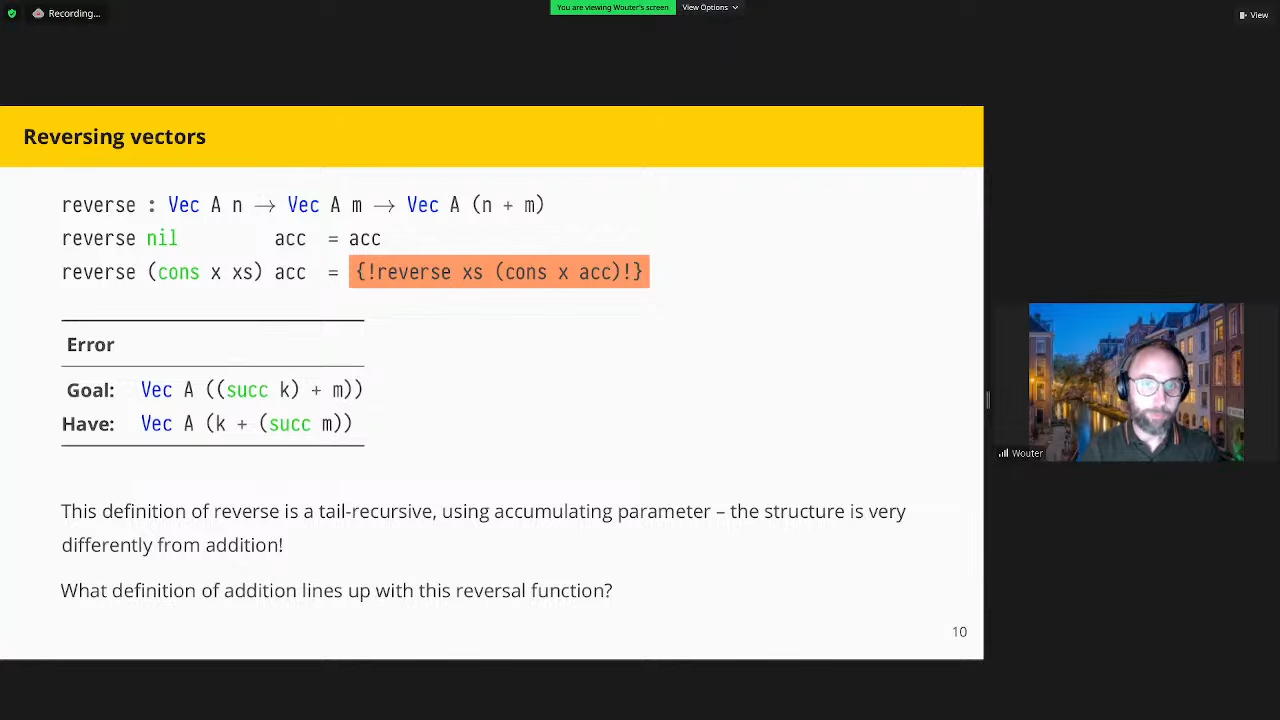 Recording...
You are viewing Wouter's screen
View Options
View
Reversing vectors
reverse : Vec A n → Vec A m → Vec A (n + m)
reverse nil acc = acc
reverse (cons x xs) acc = {!reverse xs (cons x acc)!}
Error
Goal: Vec A ((succ k) + m))
Have: Vec A (k + (succ m))
This definition of reverse is a tail-recursive, using accumulating parameter – the structure is very
differently from addition!
What definition of addition lines up with this reversal function?
10
Wouter